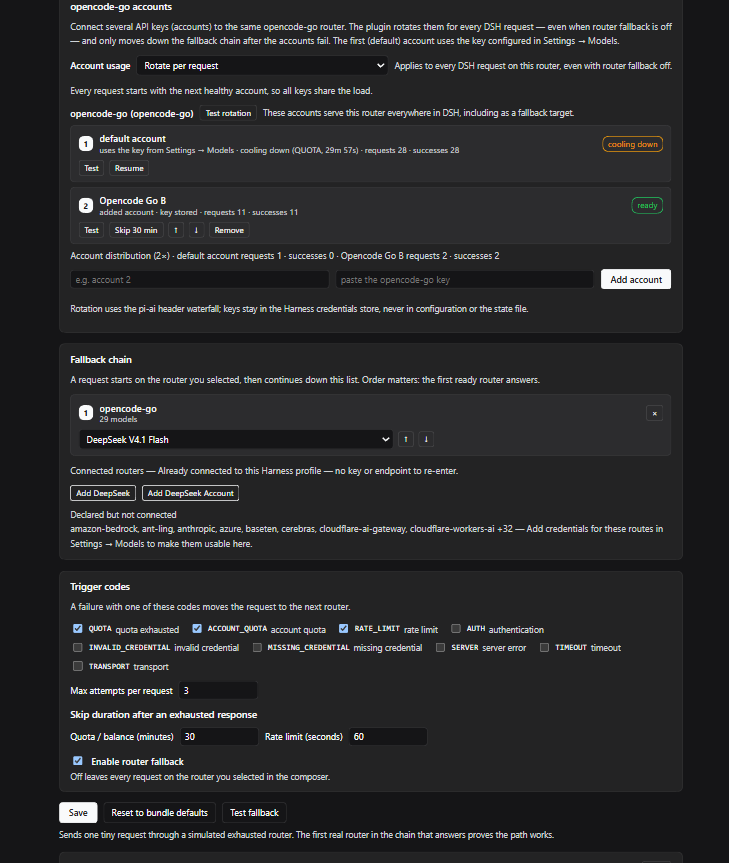 opencode-go accounts
Connect several API keys (accounts) to the same opencode-go router. The plugin rotates them for every DSH request — even when router fallback is off
— and only moves down the fallback chain after the accounts fail. The first (default) account uses the key configured in Settings → Models.
Account usage Rotate per request Applies to every DSH request on this router, even with router fallback off.
Every request starts with the next healthy account, so all keys share the load.
opencode-go (opencode-go) Test rotation These accounts serve this router everywhere in DSH, including as a fallback target.
1 default account cooling down
uses the key from Settings → Models · cooling down (QUOTA, 29m 57s) · requests 28 · successes 28
Test Resume
2 Opencode Go B ready
added account · key stored · requests 11 · successes 11
Test Skip 30 min ↑ ↓ Remove
Account distribution (2×) · default account requests 1 · successes 0 · Opencode Go B requests 2 · successes 2
e.g. account 2 paste the opencode-go key Add account
Rotation uses the pi-ai header waterfall; keys stay in the Harness credentials store, never in configuration or the state file.
Fallback chain
A request starts on the router you selected, then continues down this list. Order matters: the first ready router answers.
1 opencode-go ×
29 models
DeepSeek V4.1 Flash ↑ ↓
Connected routers — Already connected to this Harness profile — no key or endpoint to re-enter.
Add DeepSeek Add DeepSeek Account
Declared but not connected
amazon-bedrock, ant-ling, anthropic, azure, baseten, cerebras, cloudflare-ai-gateway, cloudflare-workers-ai +32 — Add credentials for these routes in
Settings → Models to make them usable here.
Trigger codes
A failure with one of these codes moves the request to the next router.
QUOTA quota exhausted ACCOUNT_QUOTA account quota RATE_LIMIT rate limit AUTH authentication
INVALID_CREDENTIAL invalid credential MISSING_CREDENTIAL missing credential SERVER server error TIMEOUT timeout
TRANSPORT transport
Max attempts per request 3
Skip duration after an exhausted response
Quota / balance (minutes) 30 Rate limit (seconds) 60
Enable router fallback
Off leaves every request on the router you selected in the composer.
Save Reset to bundle defaults Test fallback
Sends one tiny request through a simulated exhausted router. The first real router in the chain that answers proves the path works.